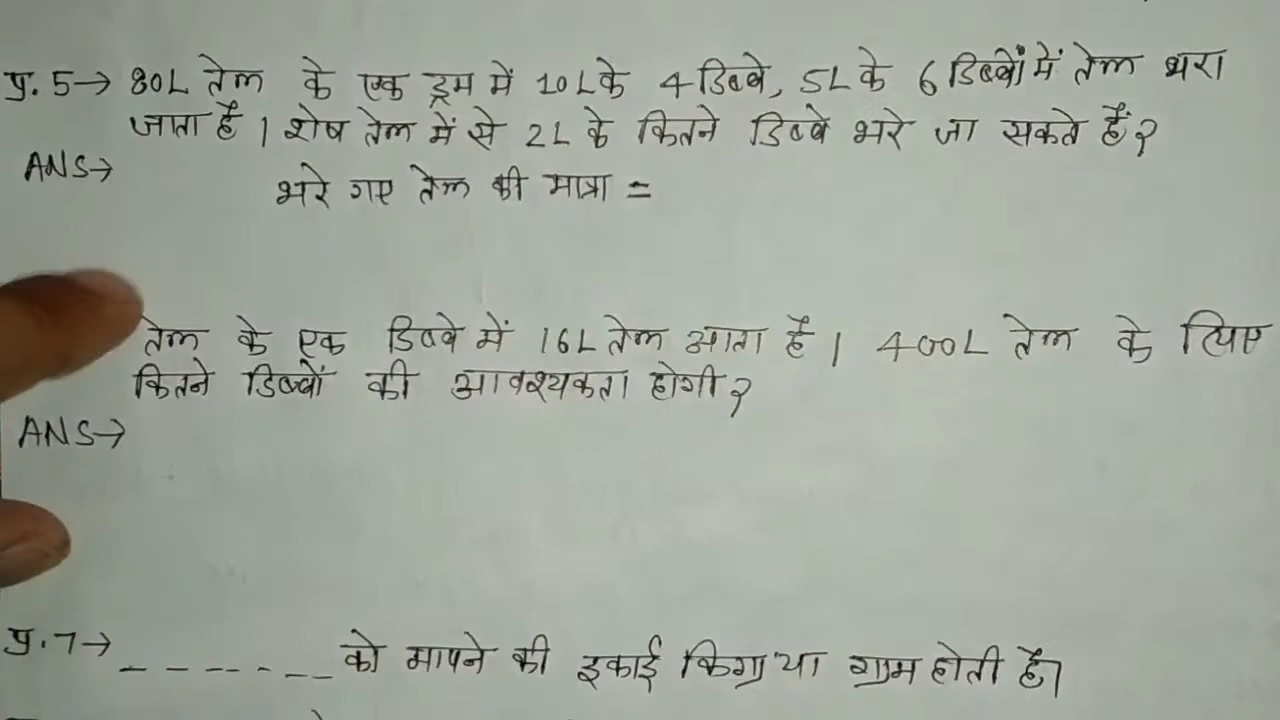 प्र. 5→ 80L तेल के एक ड्रम में 10L के 4 डिब्बे, 5L के 6 डिब्बों में तेल भरा
जाता है । शेष तेल में से 2L के कितने डिब्बे भरे जा सकते हैं?
ANS→
भरे गए तेल की मात्रा =
तेल के एक डिब्बे में 16L तेल आता है । 400L तेल के लिए
कितने डिब्बों की आवश्यकता होगी?
ANS→
प्र. 7→ ------ को मापने की इकाई किग्रा या ग्राम होती है।